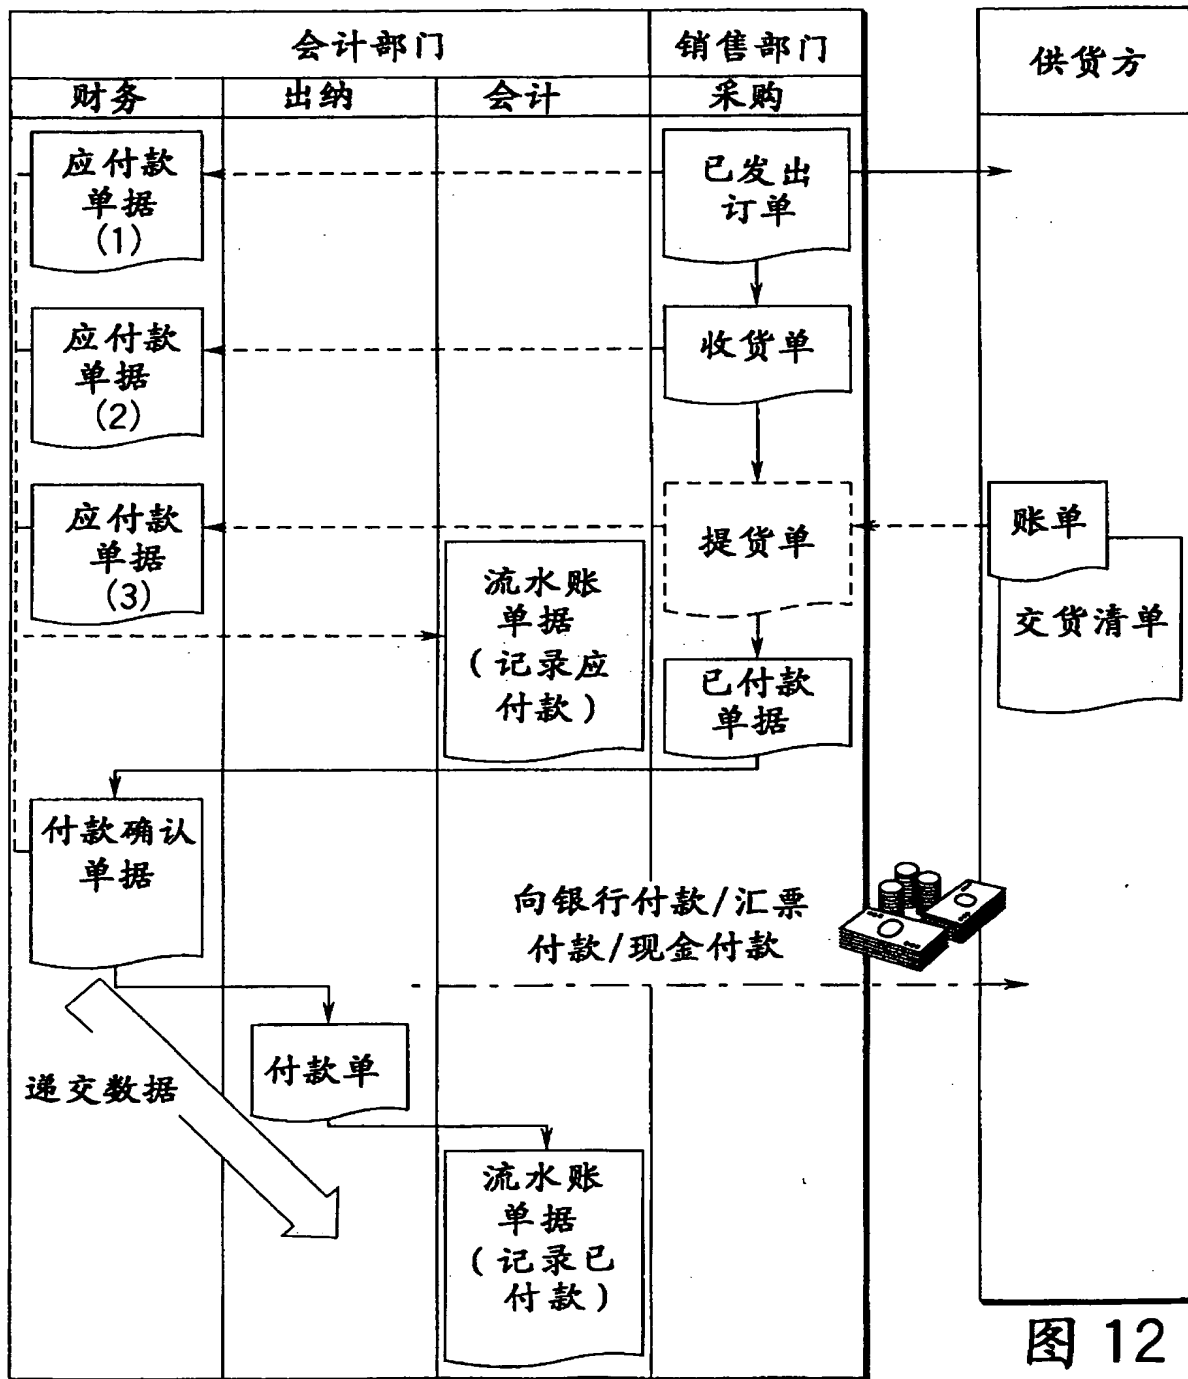 会计部门
销售部门
供货方
财务
出纳
会计
采购
应付款
单据
(1)
已发出
订单
应付款
单据
(2)
收货单
应付款
单据
(3)
提货单
账单
交货清单
流水账
单据
(记录应
付款)
已付款
单据
付款确认
单据
向银行付款/汇票
付款/现金付款
付款单
递交数据
流水账
单据
(记录已
付款)
图 12